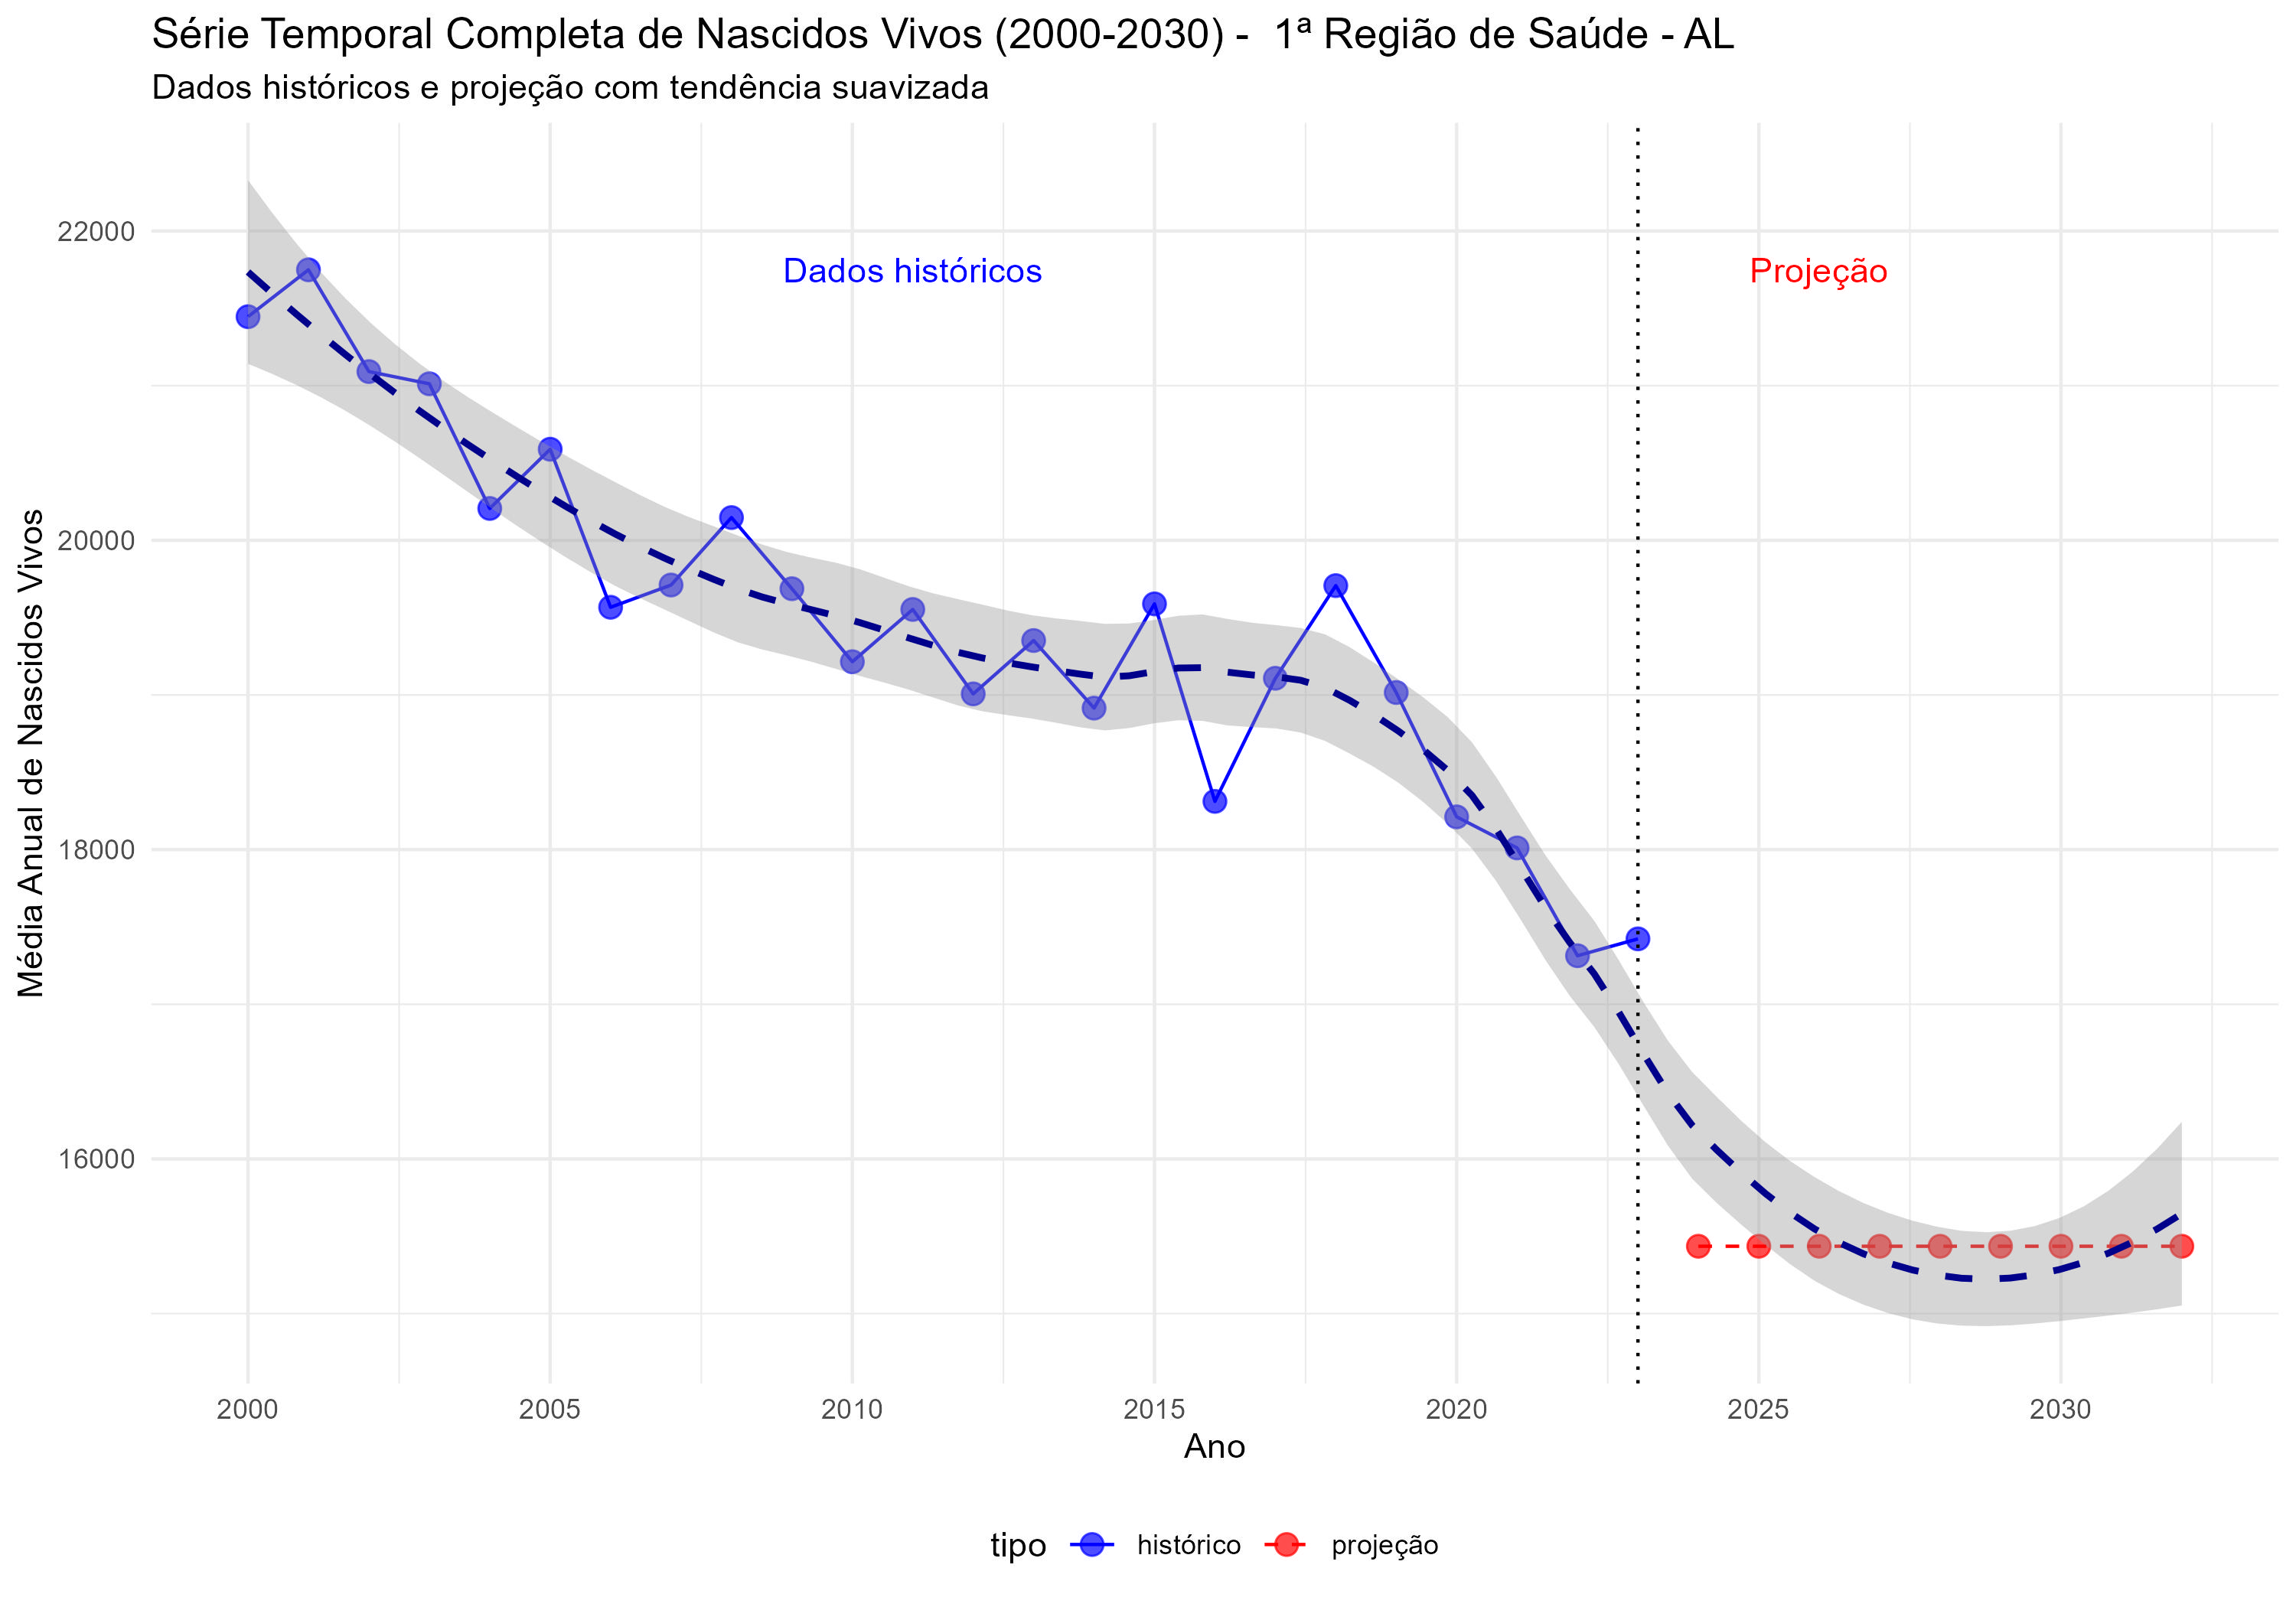 Série Temporal Completa de Nascidos Vivos (2000-2030) -  1ª Região de Saúde - AL
Dados históricos e projeção com tendência suavizada
Dados históricos
Projeção
Média Anual de Nascidos Vivos
22000
20000
18000
16000
2000
2005
2010
2015
2020
2025
2030
Ano
tipo
histórico
projeção